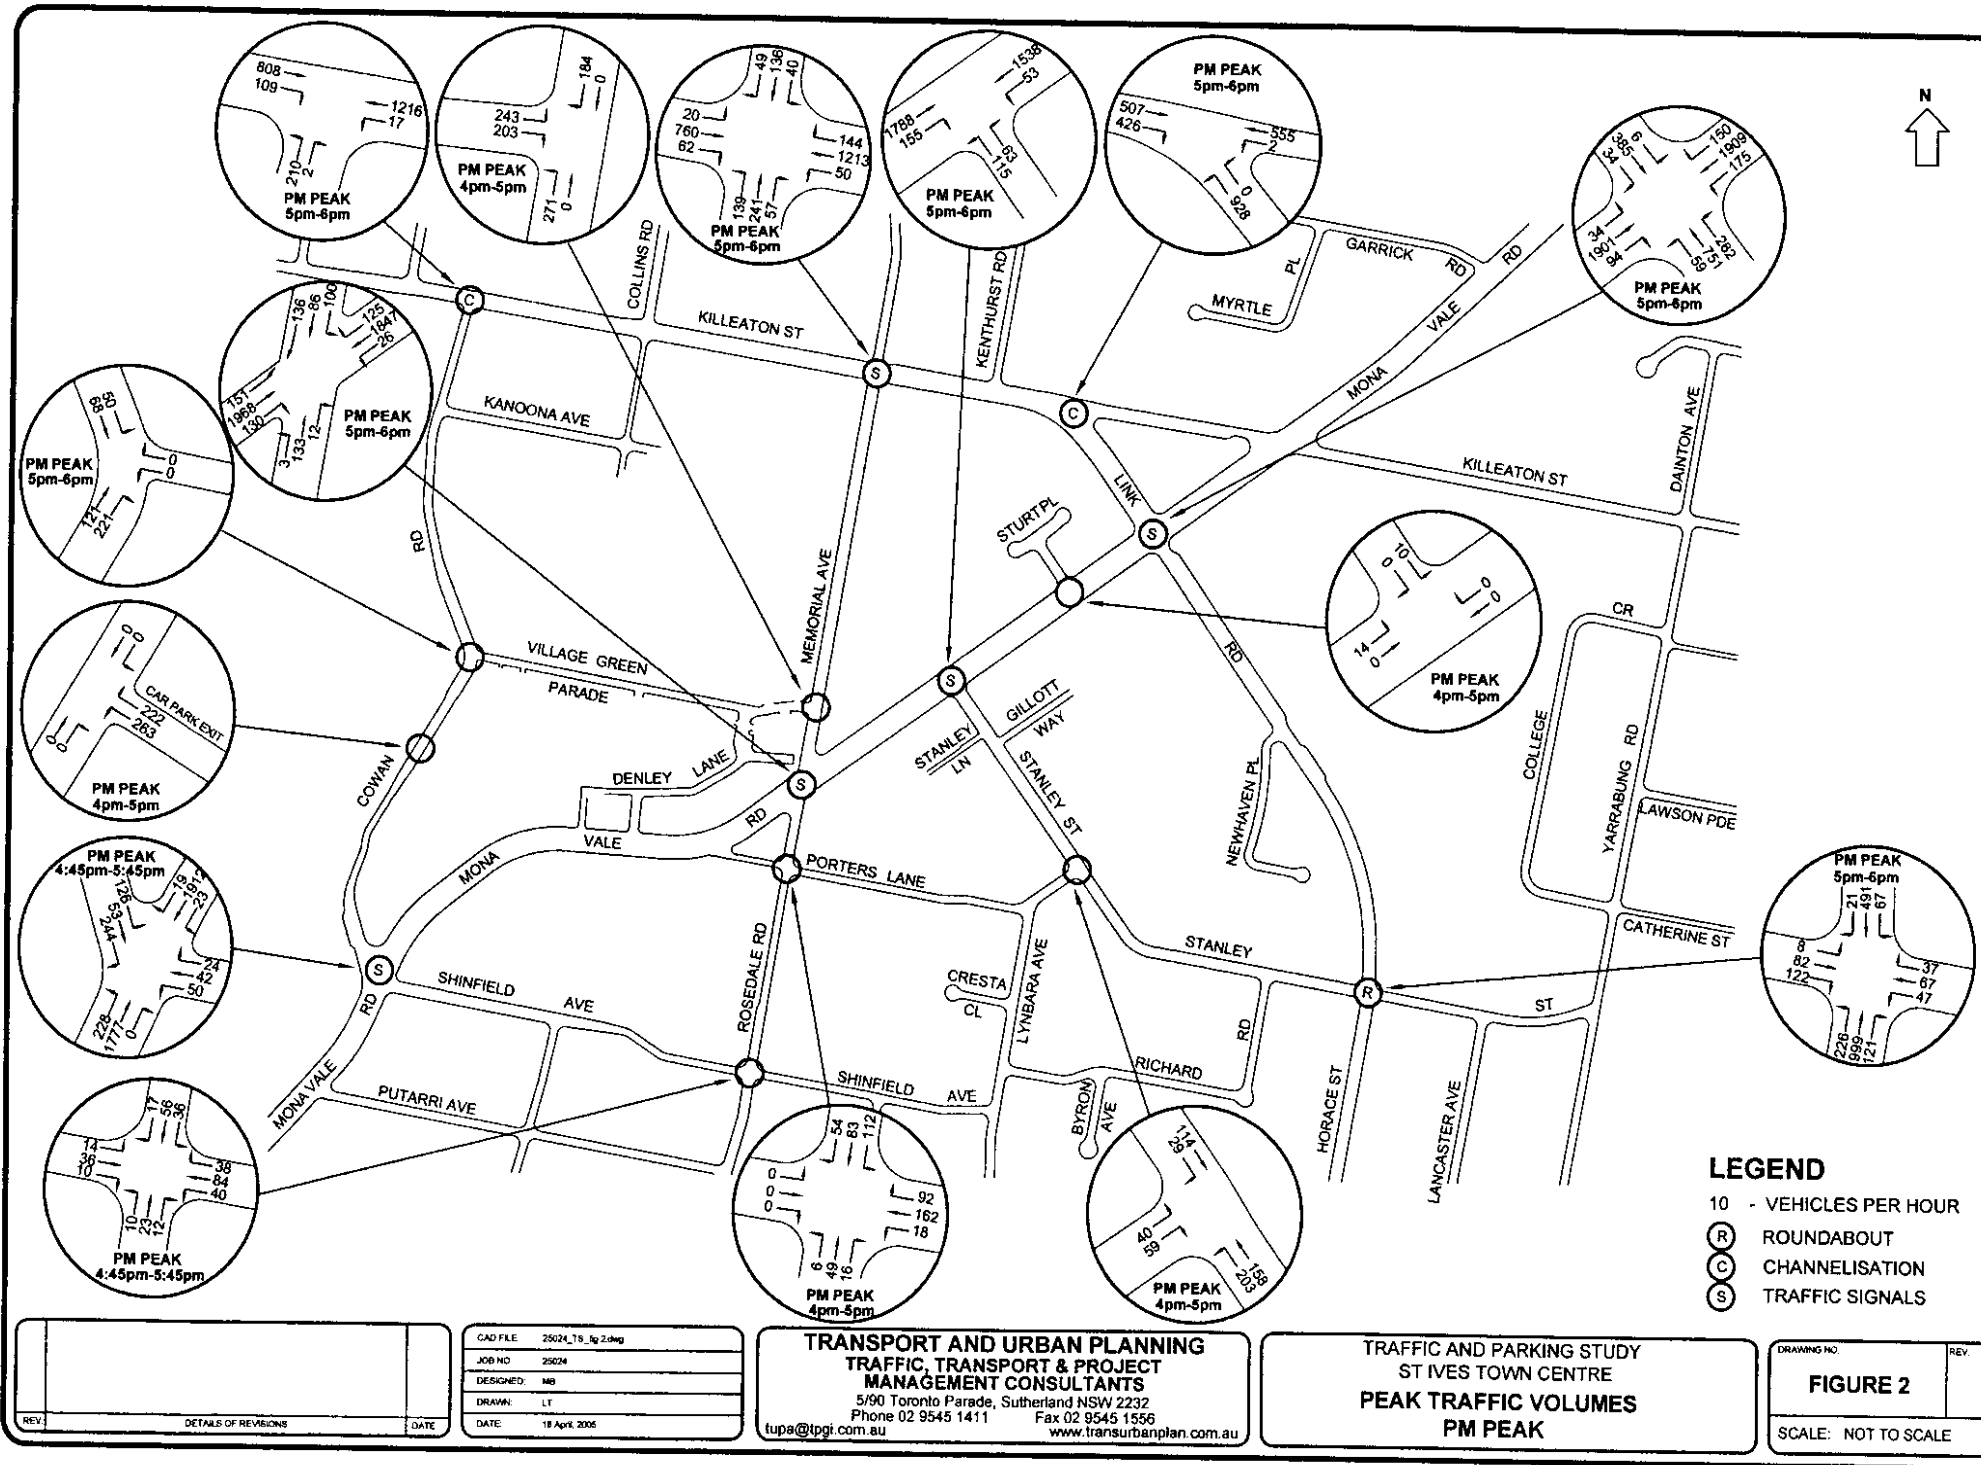 808
109
1216
17
210
2
PM PEAK
5pm-6pm
184
0
243
203
PM PEAK
4pm-5pm
271
0
49
136
40
20
760
62
144
1213
50
139
241
57
PM PEAK
5pm-6pm
1538
53
1788
155
63
115
PM PEAK
5pm-6pm
PM PEAK
5pm-6pm
507
426
555
2
0
928
6
385
34
150
1909
175
34
1901
94
282
751
59
PM PEAK
5pm-6pm
N
136
86
100
125
1847
26
151
1968
130
3
133
12
PM PEAK
5pm-6pm
50
68
0
0
PM PEAK
5pm-6pm
121
221
0
0
CAR PARK EXIT
222
263
0
0
PM PEAK
4pm-5pm
PM PEAK
4:45pm-5:45pm
126
53
244
19
1912
23
24
42
50
228
1777
0
17
56
36
14
36
10
38
84
40
10
23
12
PM PEAK
4:45pm-5:45pm
54
83
112
0
0
0
92
162
18
6
49
16
PM PEAK
4pm-5pm
114
29
40
59
158
203
PM PEAK
4pm-5pm
10
0
0
0
14
0
PM PEAK
4pm-5pm
PM PEAK
5pm-6pm
21
491
67
8
82
122
37
67
47
226
999
121
COLLINS RD
KILLEATON ST
KENTHURST RD
MYRTLE PL
GARRICK RD
MONA VALE RD
KANOONA AVE
KILLEATON ST
DAINTON AVE
LINK RD
STURT PL
COWAN RD
MEMORIAL AVE
VILLAGE GREEN
PARADE
CR
COLLEGE
YARRABUNG RD
GILLOTT
WAY
STANLEY
LN
STANLEY ST
DENLEY LANE
MONA VALE RD
NEWHAVEN PL
LAWSON PDE
PORTERS LANE
CATHERINE ST
STANLEY ST
ROSEDALE RD
SHINFIELD AVE
CRESTA
CL
LYNBARA AVE
RICHARD RD
MONA VALE RD
PUTARRI AVE
SHINFIELD AVE
BYRON
AVE
HORACE ST
LANCASTER AVE
C
S
C
S
S
S
S
R
LEGEND
10 - VEHICLES PER HOUR
R ROUNDABOUT
C CHANNELISATION
S TRAFFIC SIGNALS
REV. DETAILS OF REVISIONS DATE
CAD FILE 25024_TS_fig 2.dwg
JOB NO 25024
DESIGNED: MB
DRAWN: LT
DATE: 18 April, 2005
TRANSPORT AND URBAN PLANNING
TRAFFIC, TRANSPORT & PROJECT
MANAGEMENT CONSULTANTS
5/90 Toronto Parade, Sutherland NSW 2232
Phone 02 9545 1411 Fax 02 9545 1556
tupa@tpgi.com.au www.transurbanplan.com.au
TRAFFIC AND PARKING STUDY
ST IVES TOWN CENTRE
PEAK TRAFFIC VOLUMES
PM PEAK
DRAWING NO. REV.
FIGURE 2
SCALE: NOT TO SCALE